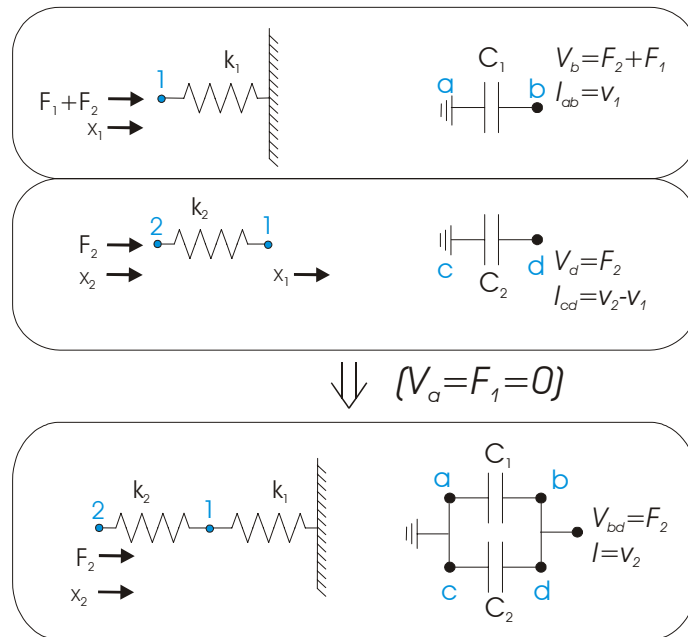 k₁
1
F₁+F₂
x₁
C₁
a
b
V_b=F₂+F₁
I_ab=v₁
k₂
2
1
F₂
x₂
x₁
c
d
C₂
V_d=F₂
I_cd=v₂-v₁
(V_a=F₁=0)
k₂
k₁
2
1
F₂
x₂
C₁
a
b
c
d
C₂
V_bd=F₂
I=v₂